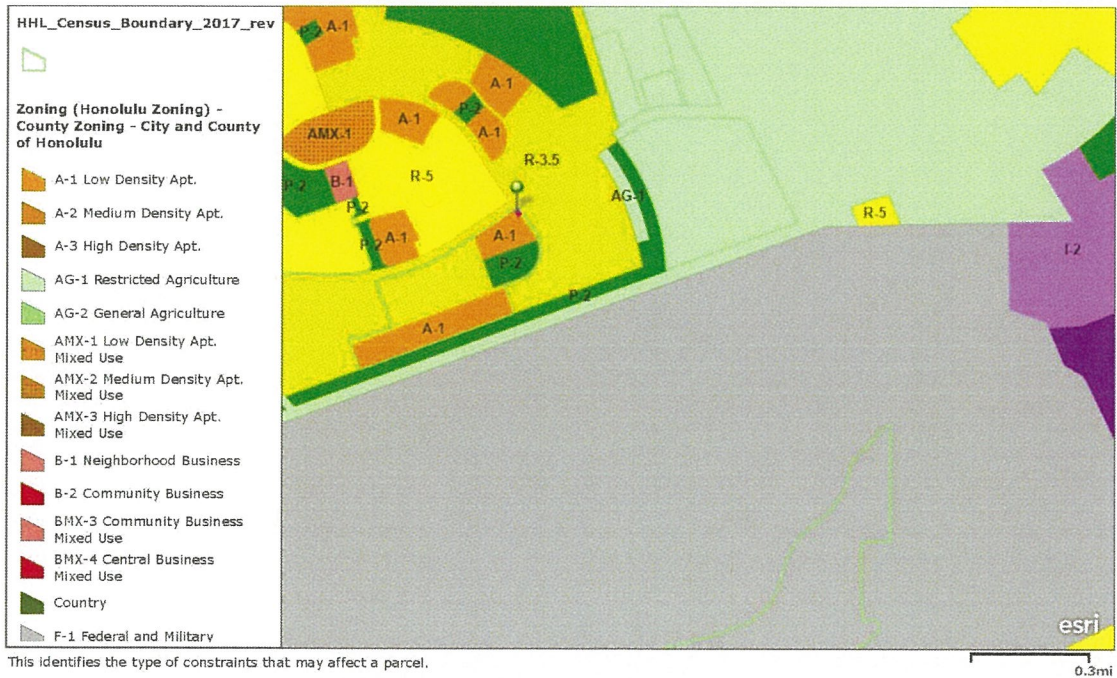 HHL_Census_Boundary_2017_rev
Zoning (Honolulu Zoning) -
County Zoning - City and County
of Honolulu
A-1 Low Density Apt.
A-2 Medium Density Apt.
A-3 High Density Apt.
AG-1 Restricted Agriculture
AG-2 General Agriculture
AMX-1 Low Density Apt.
Mixed Use
AMX-2 Medium Density Apt.
Mixed Use
AMX-3 High Density Apt.
Mixed Use
B-1 Neighborhood Business
B-2 Community Business
BMX-3 Community Business
Mixed Use
BMX-4 Central Business
Mixed Use
Country
F-1 Federal and Military
P-2
A-1
A-1
P-2
A-1
A-1
AMX-1
R-3.5
R-5
P-2
B-1
P-2
AG-1
R-5
P-2
A-1
A-1
P-2
I-2
P-2
A-1
esri
This identifies the type of constraints that may affect a parcel.
0.3mi